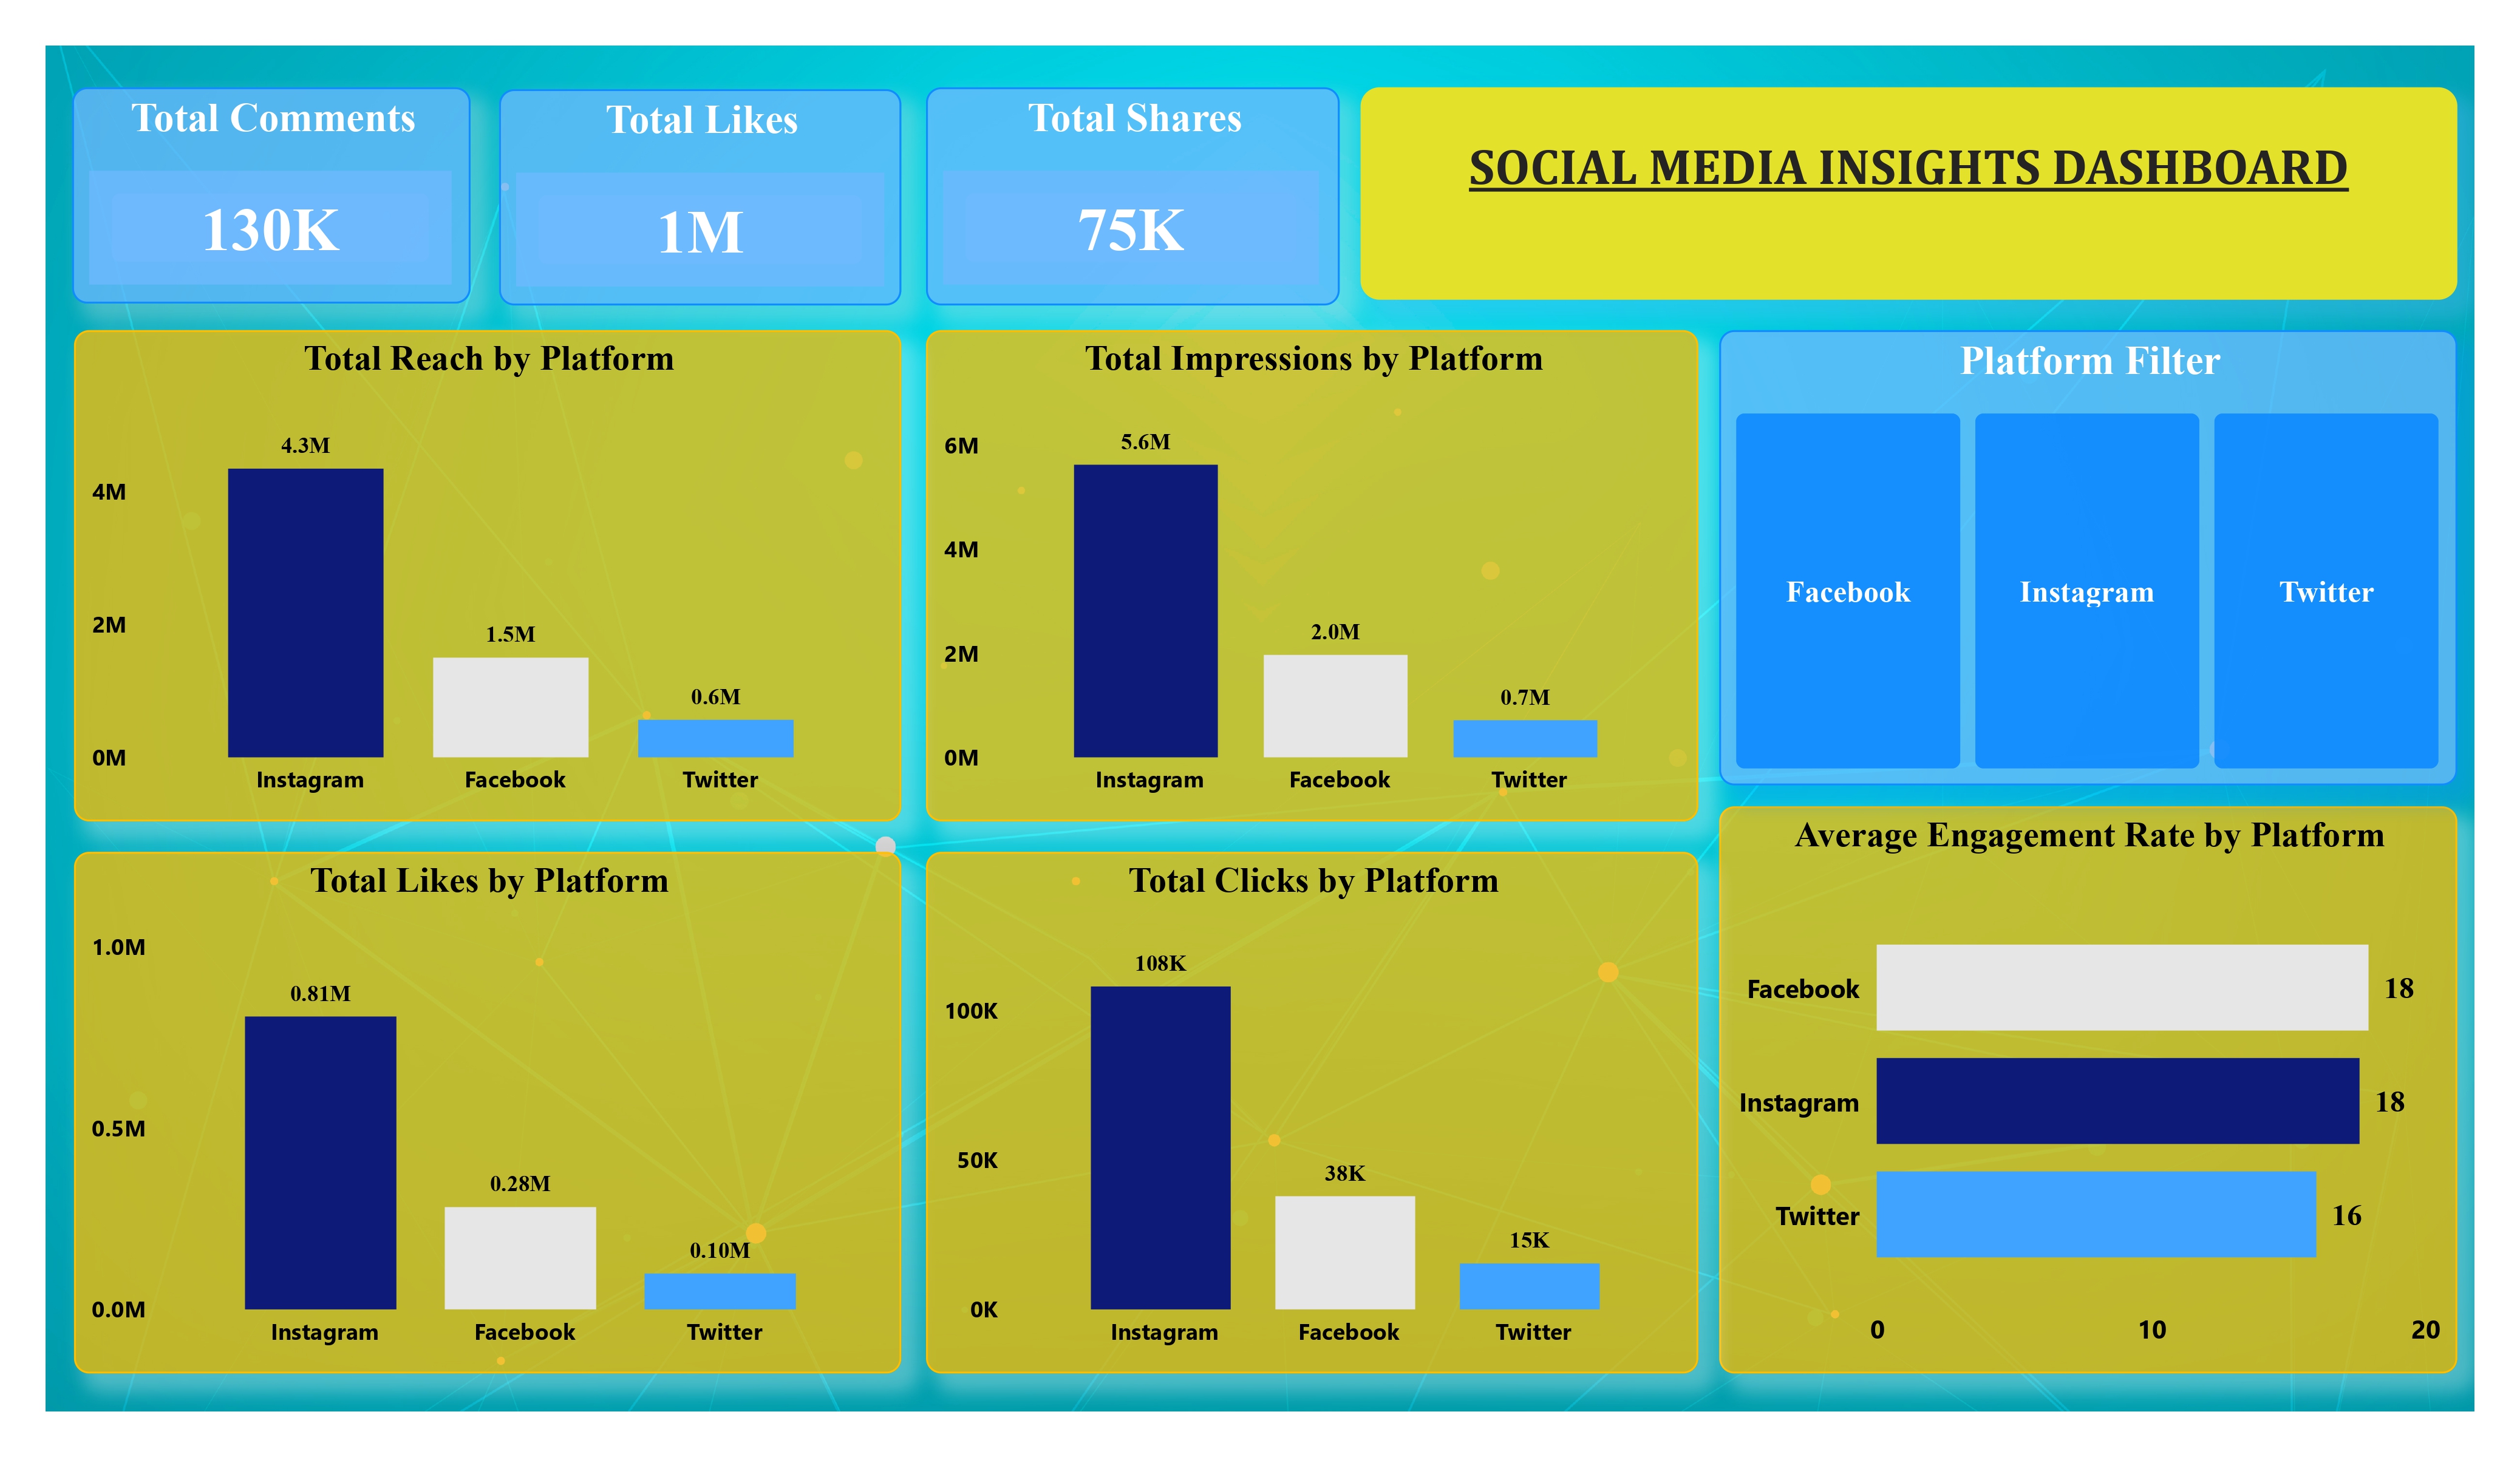 Total Comments
130K
Total Likes
1M
Total Shares
75K
SOCIAL MEDIA INSIGHTS DASHBOARD
Total Reach by Platform
4M
2M
0M
4.3M
1.5M
0.6M
Instagram Facebook Twitter
Total Impressions by Platform
6M
4M
2M
0M
5.6M
2.0M
0.7M
Instagram Facebook Twitter
Platform Filter
Facebook
Instagram
Twitter
Total Likes by Platform
1.0M
0.5M
0.0M
0.81M
0.28M
0.10M
Instagram Facebook Twitter
Total Clicks by Platform
100K
50K
0K
108K
38K
15K
Instagram Facebook Twitter
Average Engagement Rate by Platform
Facebook 18
Instagram 18
Twitter 16
0 10 20